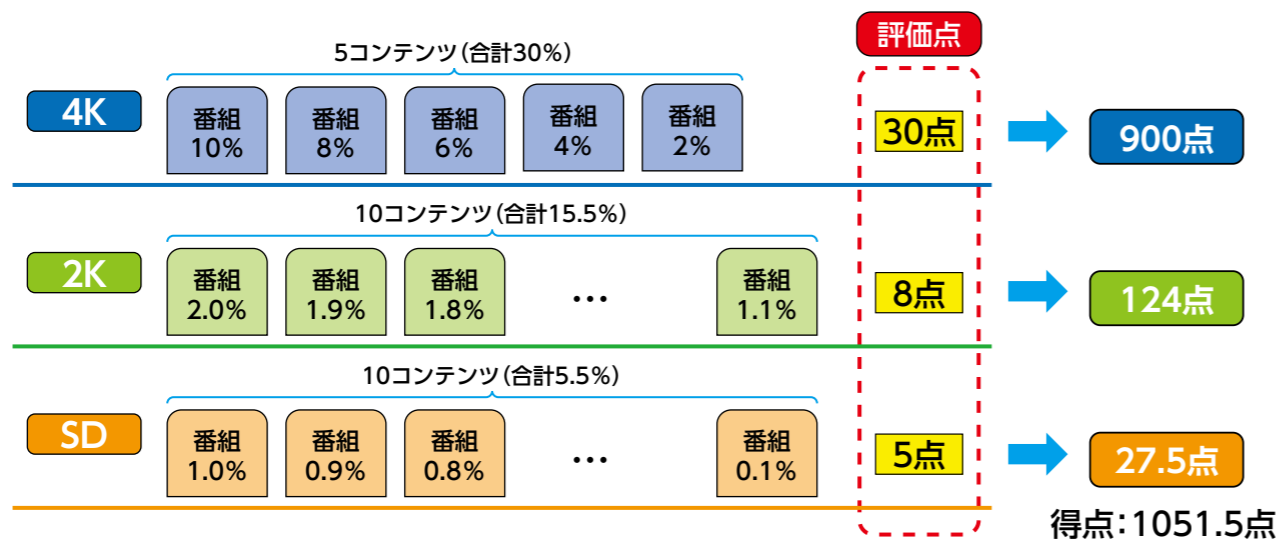 評価点
5コンテンツ(合計30%)
4K
番組
10%
番組
8%
番組
6%
番組
4%
番組
2%
30点
900点
10コンテンツ(合計15.5%)
2K
番組
2.0%
番組
1.9%
番組
1.8%
…
番組
1.1%
8点
124点
10コンテンツ(合計5.5%)
SD
番組
1.0%
番組
0.9%
番組
0.8%
…
番組
0.1%
5点
27.5点
得点:1051.5点